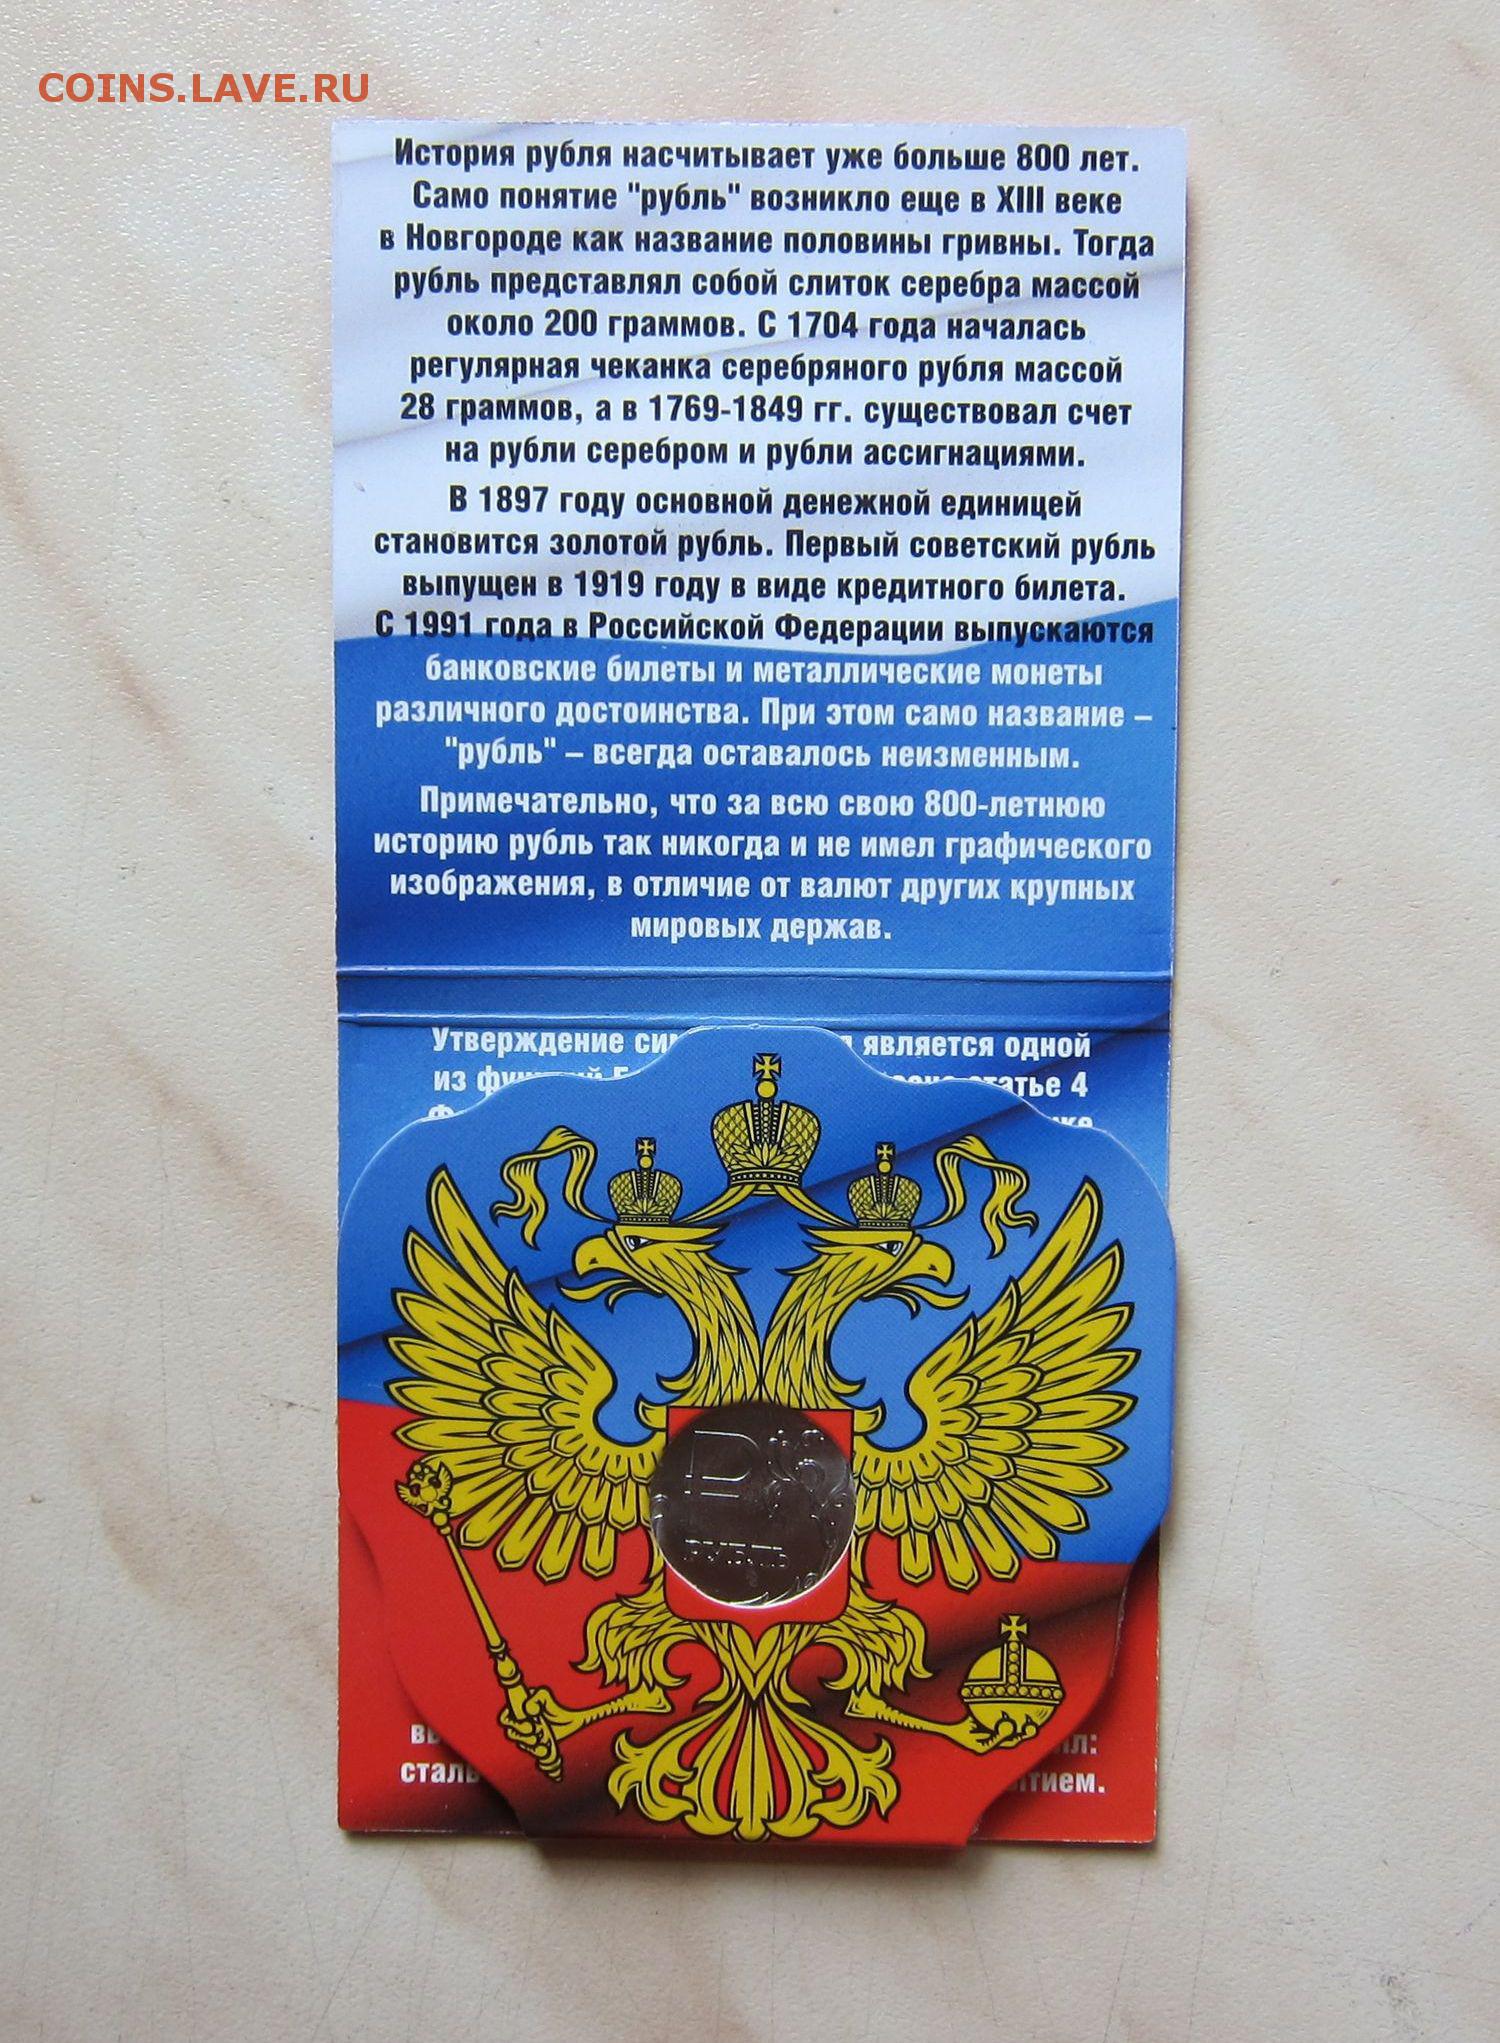 COINS.LAVE.RU
История рубля насчитывает уже больше 800 лет.
Само понятие "рубль" возникло еще в XIII веке
в Новгороде как название половины гривны. Тогда
рубль представлял собой слиток серебра массой
около 200 граммов. С 1704 года началась
регулярная чеканка серебряного рубля массой
28 граммов, а в 1769-1849 гг. существовал счет
на рубли серебром и рубли ассигнациями.
В 1897 году основной денежной единицей
становится золотой рубль. Первый советский рубль
выпущен в 1919 году в виде кредитного билета.
С 1991 года в Российской Федерации выпускаются
банковские билеты и металлические монеты
различного достоинства. При этом само название –
"рубль" – всегда оставалось неизменным.
Примечательно, что за всю свою 800-летнюю
историю рубль так никогда и не имел графического
изображения, в отличие от валют других крупных
мировых держав.
Утверждение является одной
из статье 4
РУБЛЬ